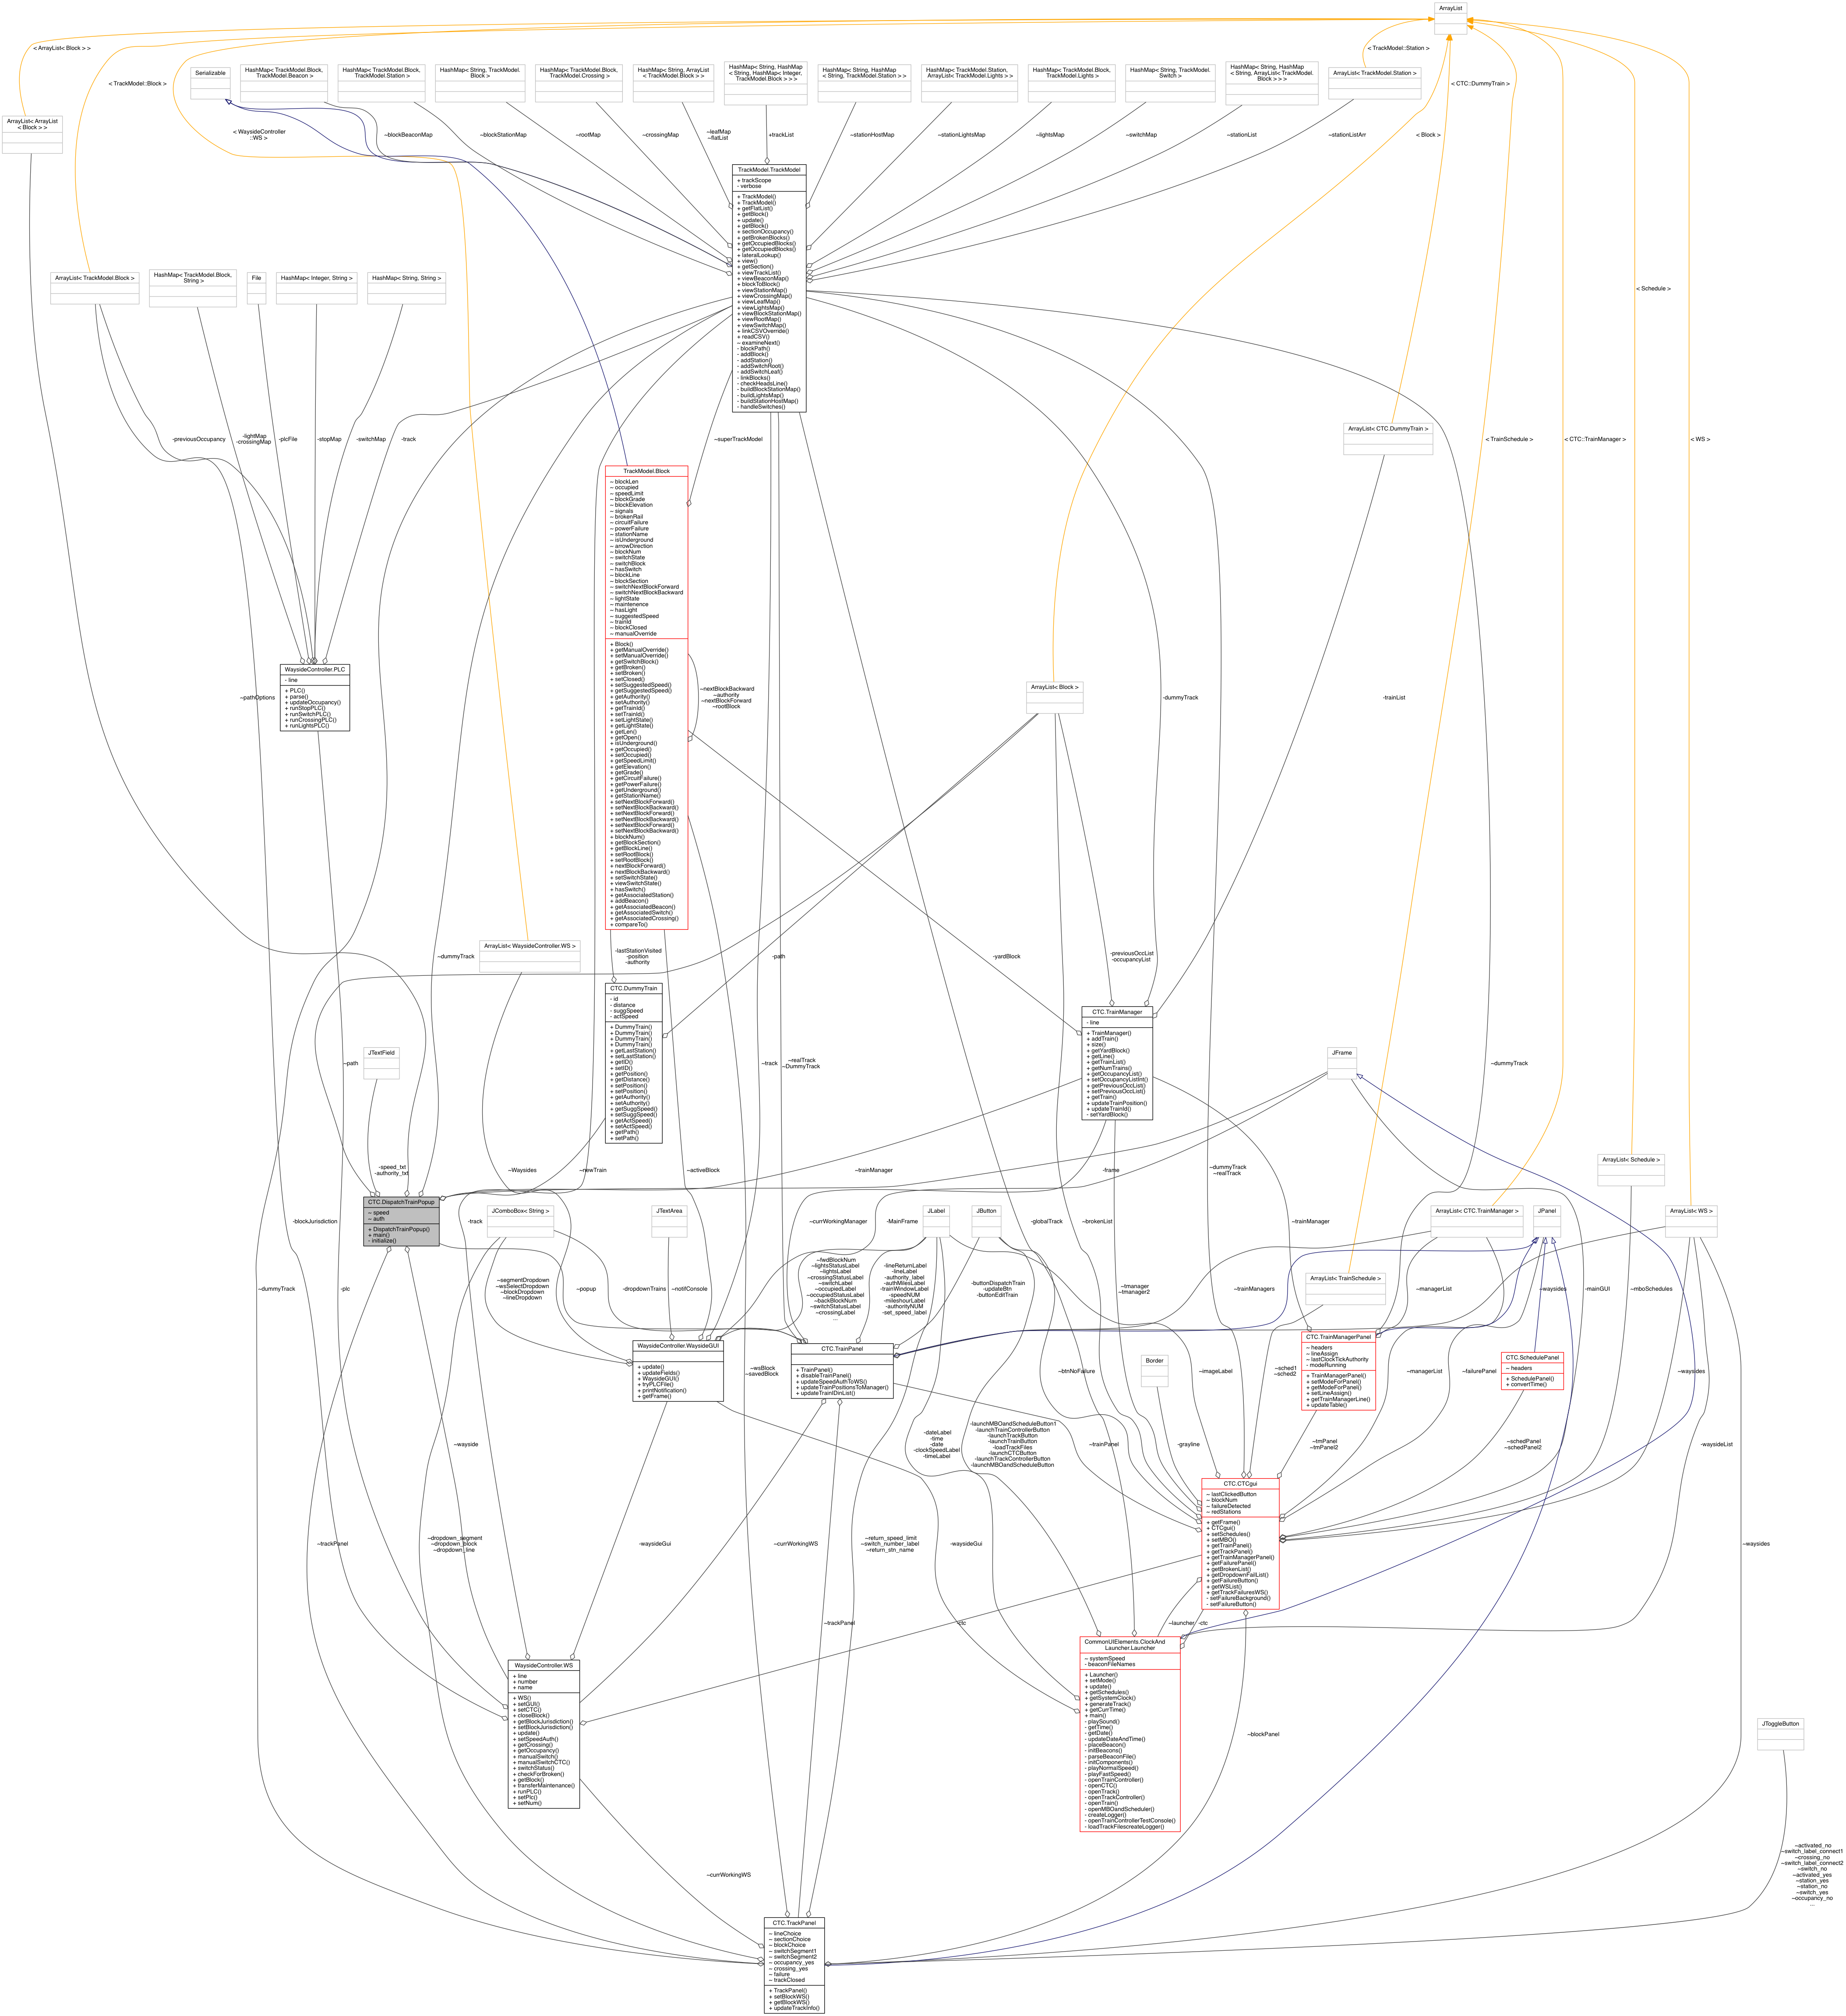 ArrayList
< ArrayList< Block > >
< TrackModel::Block >
< TrackModel::Station >
Serializable
HashMap< TrackModel.Block,
TrackModel.Beacon >
HashMap< TrackModel.Block,
TrackModel.Station >
HashMap< String, TrackModel.
Block >
HashMap< TrackModel.Block,
TrackModel.Crossing >
HashMap< String, ArrayList
< TrackModel.Block > >
HashMap< String, HashMap
< String, HashMap< Integer,
TrackModel.Block > > >
HashMap< String, HashMap
< String, TrackModel.Station > >
HashMap< TrackModel.Station,
ArrayList< TrackModel.Lights > >
HashMap< TrackModel.Block,
TrackModel.Lights >
HashMap< String, TrackModel.
Switch >
HashMap< String, HashMap
< String, ArrayList< TrackModel.
Block > > >
ArrayList< TrackModel.Station >
< CTC::DummyTrain >
ArrayList< ArrayList
< Block > >
< WaysideController
::WS >
~blockBeaconMap
~blockStationMap
~rootMap
~crossingMap
~leafMap
~flatList
+trackList
~stationHostMap
~stationLightsMap
~lightsMap
~switchMap
~stationList
~stationListArr
< Block >
TrackModel.TrackModel
+ trackScope
- verbose
+ TrackModel()
+ TrackModel()
+ getFlatList()
+ getBlock()
+ update()
+ getBlock()
+ sectionOccupancy()
+ getBrokenBlocks()
+ getOccupiedBlocks()
+ getOccupiedBlocks()
+ lateralLookup()
+ view()
+ getSection()
+ viewTrackList()
+ viewBeaconMap()
+ blockToBlock()
+ viewStationMap()
+ viewCrossingMap()
+ viewLeafMap()
+ viewLightsMap()
+ viewBlockStationMap()
+ viewRootMap()
+ viewSwitchMap()
+ linkCSVOverride()
+ readCSV()
~ examineNext()
- blockPath()
- addBlock()
- addStation()
- addSwitchRoot()
- addSwitchLeaf()
- linkBlocks()
- checkHeadsLine()
- buildBlockStationMap()
- buildLightsMap()
- buildStationHostMap()
- handleSwitches()
ArrayList< TrackModel.Block >
HashMap< TrackModel.Block,
String >
File
HashMap< Integer, String >
HashMap< String, String >
< Schedule >
ArrayList< CTC.DummyTrain >
-previousOccupancy
-lightMap
-crossingMap
-plcFile
-stopMap
-switchMap
-track
~superTrackModel
< TrainSchedule >
< CTC::TrainManager >
< WS >
TrackModel.Block
~ blockLen
~ occupied
~ speedLimit
~ blockGrade
~ blockElevation
~ signals
~ brokenRail
~ circuitFailure
~ powerFailure
~ stationName
~ isUnderground
~ arrowDirection
~ blockNum
~ switchState
~ switchBlock
~ hasSwitch
~ blockLine
~ blockSection
~ switchNextBlockForward
~ switchNextBlockBackward
~ lightState
~ maintenence
~ hasLight
~ suggestedSpeed
~ trainId
~ blockClosed
~ manualOverride
+ Block()
+ getManualOverride()
+ setManualOverride()
+ getSwitchBlock()
+ getBroken()
+ setBroken()
+ setClosed()
+ setSuggestedSpeed()
+ getSuggestedSpeed()
+ getAuthority()
+ setAuthority()
+ getTrainId()
+ setTrainId()
+ setLightState()
+ getLightState()
+ getLen()
+ getOpen()
+ isUnderground()
+ getOccupied()
+ setOccupied()
+ getSpeedLimit()
+ getElevation()
+ getGrade()
+ getCircuitFailure()
+ getPowerFailure()
+ getUnderground()
+ getStationName()
+ setNextBlockForward()
+ setNextBlockBackward()
+ setNextBlockForward()
+ setNextBlockBackward()
+ setNextBlockForward()
+ setNextBlockBackward()
+ blockNum()
+ getBlockSection()
+ getBlockLine()
+ setRootBlock()
+ setRootBlock()
+ nextBlockForward()
+ nextBlockBackward()
+ setSwitchState()
+ viewSwitchState()
+ hasSwitch()
+ getAssociatedStation()
+ addBeacon()
+ getAssociatedBeacon()
+ getAssociatedSwitch()
+ getAssociatedCrossing()
+ compareTo()
WaysideController.PLC
- line
+ PLC()
+ parse()
+ updateOccupancy()
+ runStopPLC()
+ runSwitchPLC()
+ runCrossingPLC()
+ runLightsPLC()
~pathOptions
~nextBlockBackward
~authority
~nextBlockForward
~rootBlock
ArrayList< Block >
-dummyTrack
-trainList
ArrayList< WaysideController.WS >
~dummyTrack
-lastStationVisited
-position
-authority
-path
-yardBlock
-previousOccList
-occupancyList
CTC.DummyTrain
- id
- distance
- suggSpeed
- actSpeed
+ DummyTrain()
+ DummyTrain()
+ DummyTrain()
+ DummyTrain()
+ getLastStation()
+ setLastStation()
+ getID()
+ setID()
+ getPosition()
+ getDistance()
+ setPosition()
+ setPosition()
+ getAuthority()
+ setAuthority()
+ getSuggSpeed()
+ setSuggSpeed()
+ getActSpeed()
+ setActSpeed()
+ getPath()
+ setPath()
CTC.TrainManager
- line
+ TrainManager()
+ addTrain()
+ size()
+ getYardBlock()
+ getLine()
+ getTrainList()
+ getNumTrains()
+ getOccupancyList()
+ setOccupancyListInt()
+ getPreviousOccList()
+ setPreviousOccList()
+ getTrain()
+ updateTrainPosition()
+ updateTrainId()
- setYardBlock()
~track
~realTrack
~DummyTrack
JTextField
JFrame
~path
~dummyTrack
-speed_txt
-authority_txt
~Waysides
~newTrain
~activeBlock
~trainManager
-frame
~dummyTrack
~realTrack
ArrayList< Schedule >
CTC.DispatchTrainPopup
~ speed
~ auth
+ DispatchTrainPopup()
+ main()
- initialize()
JComboBox< String >
JTextArea
JLabel
JButton
ArrayList< CTC.TrainManager >
JPanel
ArrayList< WS >
-blockJurisdiction
-track
~currWorkingManager
-MainFrame
-globalTrack
~brokenList
~trainManager
~dummyTrack
-plc
~segmentDropdown
~wsSelectDropdown
~blockDropdown
~lineDropdown
~popup
-dropdownTrains
~notifConsole
~fwdBlockNum
~lightsStatusLabel
~lightsLabel
~crossingStatusLabel
~switchLabel
~occupiedLabel
~occupiedStatusLabel
~backBlockNum
~switchStatusLabel
~crossingLabel
...
-lineReturnLabel
-lineLabel
-authority_label
-authMilesLabel
-trainWindowLabel
-speedNUM
-mileshourLabel
-authorityNUM
-set_speed_label
-buttonDispatchTrain
-updateBtn
-buttonEditTrain
~tmanager
~tmanager2
~trainManagers
ArrayList< TrainSchedule >
~managerList
~waysides
~mainGUI
~mboSchedules
WaysideController.WaysideGUI
+ update()
+ updateFields()
+ WaysideGUI()
+ tryPLCFile()
+ printNotification()
+ getFrame()
CTC.TrainPanel
+ TrainPanel()
+ disableTrainPanel()
+ updateSpeedAuthToWS()
+ updateTrainPositionsToManager()
+ updateTrainIDinList()
~wsBlock
~savedBlock
~btnNoFailure
Border
~imageLabel
~sched1
~sched2
CTC.TrainManagerPanel
~ headers
~ lineAssign
~ lastClockTickAuthority
- modeRunning
+ TrainManagerPanel()
+ setModeForPanel()
+ getModeForPanel()
+ setLineAssign()
+ getTrainManagerLine()
+ updateTable()
~managerList
~failurePanel
CTC.SchedulePanel
~ headers
+ SchedulePanel()
+ convertTime()
~waysides
JToggleButton
~wayside
-dateLabel
-time
-date
-clockSpeedLabel
-timeLabel
-launchMBOandScheduleButton1
-launchTrainControllerButton
-launchTrackButton
-launchTrainButton
-loadTrackFiles
-launchCTCButton
-launchTrackControllerButton
-launchMBOandScheduleButton
~trainPanel
-grayline
~tmPanel
~tmPanel2
~schedPanel
~schedPanel2
~waysideList
CTC.CTCgui
~ lastClickedButton
~ blockNum
~ failureDetected
~ redStations
+ getFrame()
+ CTCgui()
+ setSchedules()
+ setMBO()
+ getTrainPanel()
+ getTrackPanel()
+ getTrainManagerPanel()
+ getFailurePanel()
+ getBrokenList()
+ getDropdownFailList()
+ getFailureButton()
+ getWSList()
+ getTrackFailuresWS()
- setFailureBackground()
- setFailureButton()
~trackPanel
~dropdown_segment
~dropdown_block
~dropdown_line
-waysideGui
~currWorkingWS
~return_speed_limit
~switch_number_label
~return_stn_name
-waysideGui
~waysides
~trackPanel
-ctc
~launcher
-ctc
WaysideController.WS
+ line
+ number
+ name
+ WS()
+ setGUI()
+ setCTC()
+ closeBlock()
+ getBlockJurisdiction()
+ setBlockJurisdiction()
+ update()
+ setSpeedAuth()
+ getCrossing()
+ getOccupancy()
+ manualSwitch()
+ manualSwitchCTC()
+ switchStatus()
+ checkForBroken()
+ getBlock()
+ transferMaintenance()
+ runPLC()
+ setPlc()
+ setNum()
CommonUIElements.ClockAnd
Launcher.Launcher
~ systemSpeed
- beaconFileNames
+ Launcher()
+ setMode()
+ update()
+ getSchedules()
+ getSystemClock()
+ generateTrack()
+ getCurrTime()
+ main()
- playSound()
- getTime()
- getDate()
- updateDateAndTime()
- placeBeacon()
- initBeacons()
- parseBeaconFile()
- initComponents()
- playNormalSpeed()
- playFastSpeed()
- openTrainController()
- openCTC()
- openTrack()
- openTrackController()
- openTrain()
- openMBOandScheduler()
- createLogger()
- openTrainControllerTestConsole()
- loadTrackFilescreateLogger()
~blockPanel
~currWorkingWS
~activated_no
~switch_label_connect1
~crossing_no
~switch_label_connect2
~switch_no
~activated_yes
~station_yes
~station_no
~switch_yes
~occupancy_no
...
CTC.TrackPanel
~ lineChoice
~ sectionChoice
~ blockChoice
~ switchSegment1
~ switchSegment2
~ occupancy_yes
~ crossing_yes
~ failure
~ trackClosed
+ TrackPanel()
+ setBlockWS()
+ getBlockWS()
+ updateTrackInfo()